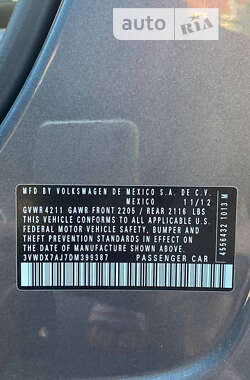 auto RIA
MFD BY VOLKSWAGEN DE MEXICO S.A. DE C.V.
MEXICO 11/12
GVWR 4211 GAWR FRONT 2205 / REAR 2116 LBS
THIS VEHICLE CONFORMS TO ALL APPLICABLE U.S.
FEDERAL MOTOR VEHICLE SAFETY, BUMPER AND
THEFT PREVENTION STANDARDS IN EFFECT ON THE
DATE OF MANUFACTURE SHOWN ABOVE.
3VWDX7AJ7DM399387 PASSENGER CAR
4556432 1013 M